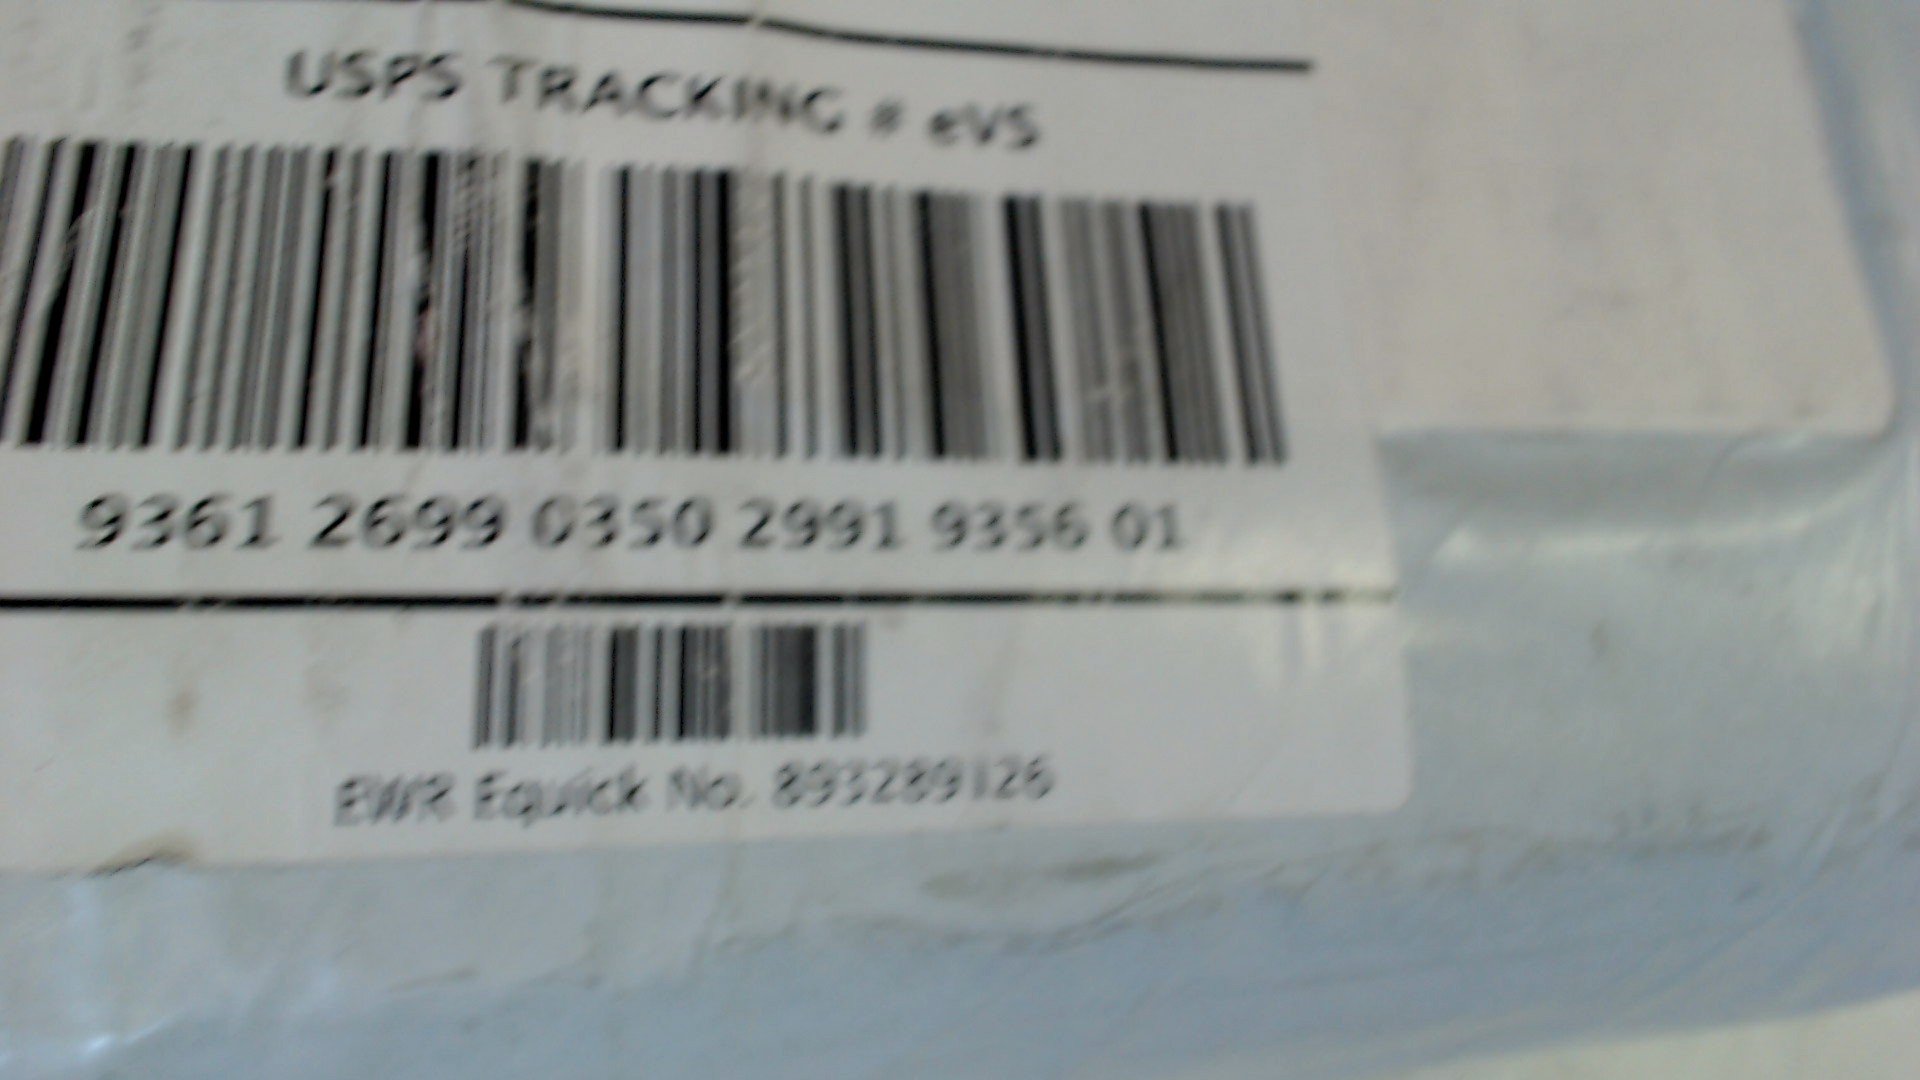 USPS TRACKING # eVS
9361 2699 0350 2991 9356 01
EWR Equick No. 893289126